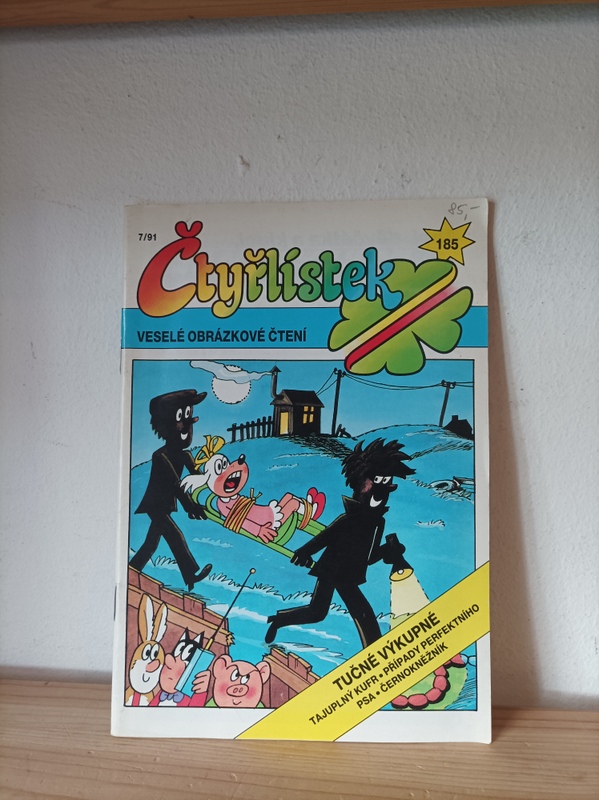 85,-
7/91
185
Čtyřlístek
VESELÉ OBRÁZKOVÉ ČTENÍ
TUČNÉ VÝKUPNÉ
TAJUPLNÝ KUFR • PŘÍPADY PERFEKTNÍHO
PSA • ČERNOKNĚŽNÍK